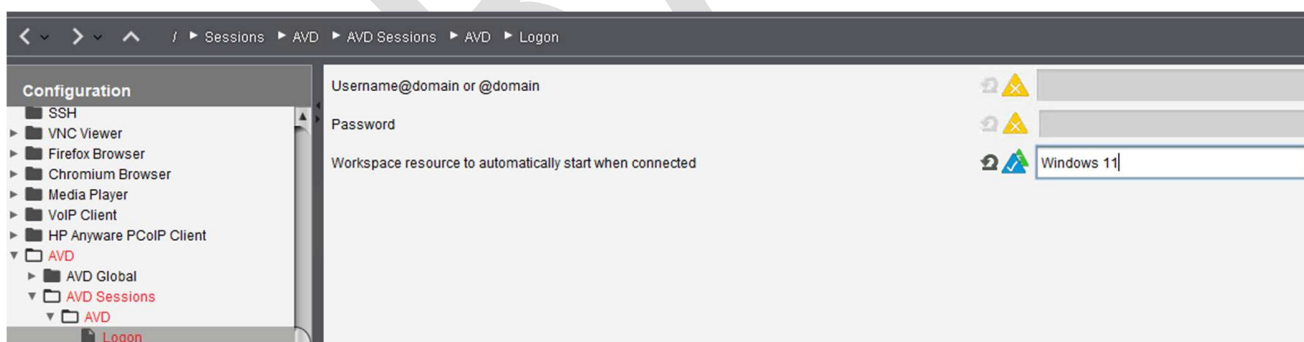 / Sessions AVD AVD Sessions AVD Logon
Configuration
SSH
VNC Viewer
Firefox Browser
Chromium Browser
Media Player
VoIP Client
HP Anyware PCoIP Client
AVD
AVD Global
AVD Sessions
AVD
Logon
Username@domain or @domain
Password
Workspace resource to automatically start when connected
Windows 11